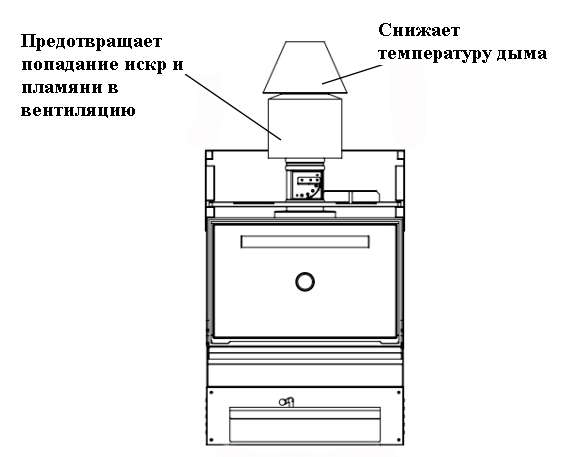 Предотвращает
попадание искр и
пламяни в
вентиляцию
Снижает
температуру дыма